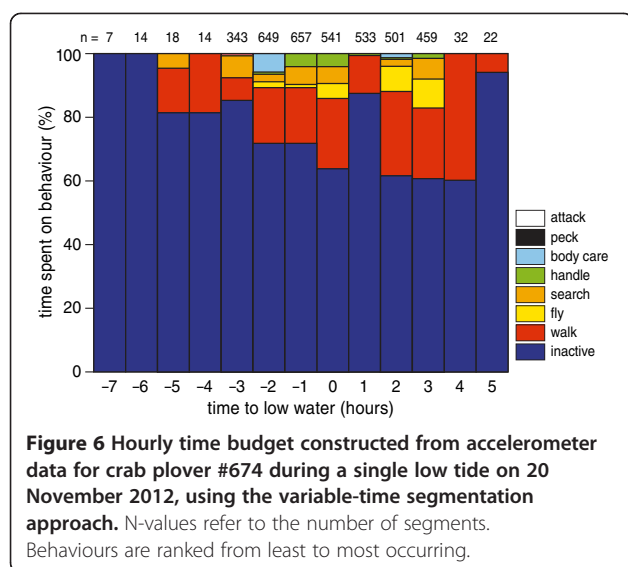 n = 7 14 18 14 343 649 657 541 533 501 459 32 22
100
80
60
40
20
0
time spent on behaviour (%)
attack
peck
body care
handle
search
fly
walk
inactive
−7 −6 −5 −4 −3 −2 −1 0 1 2 3 4 5
time to low water (hours)
Figure 6 Hourly time budget constructed from accelerometer
data for crab plover #674 during a single low tide on 20
November 2012, using the variable-time segmentation
approach. N-values refer to the number of segments.
Behaviours are ranked from least to most occurring.